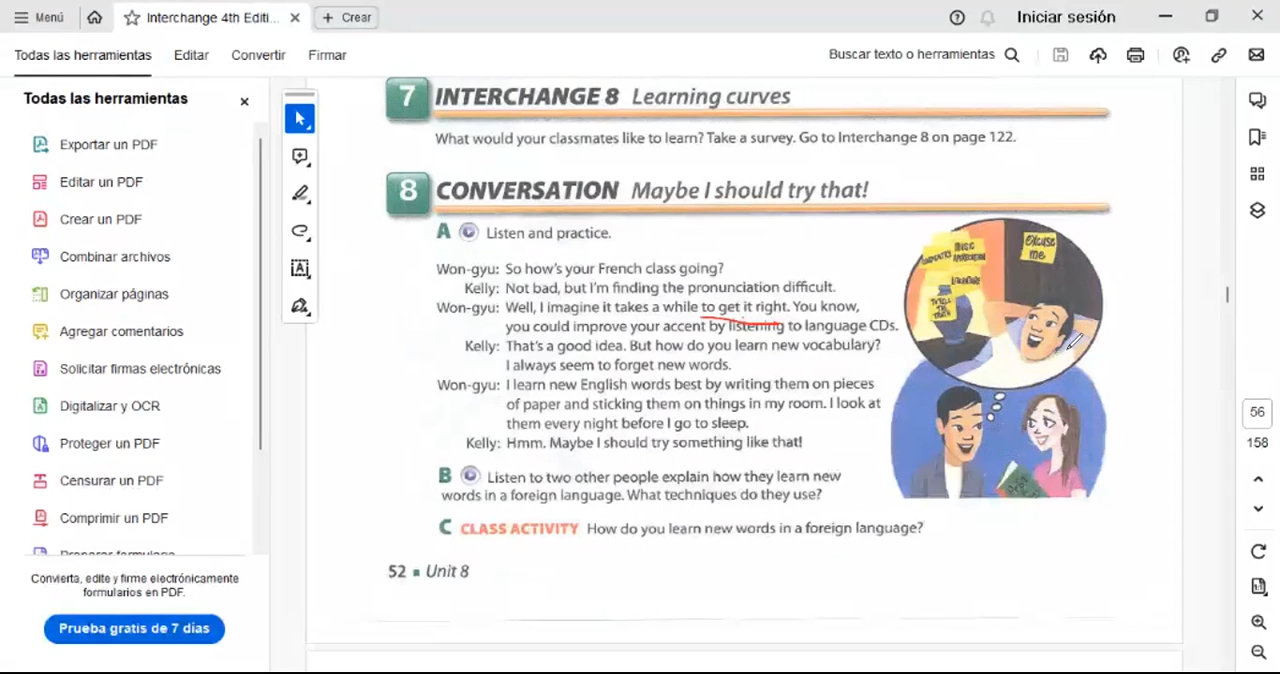 Menú
Interchange 4th Editi...
Crear
Iniciar sesión
Todas las herramientas
Editar
Convertir
Firmar
Buscar texto o herramientas
Todas las herramientas
Exportar un PDF
Editar un PDF
Crear un PDF
Combinar archivos
Organizar páginas
Agregar comentarios
Solicitar firmas electrónicas
Digitalizar y OCR
Proteger un PDF
Censurar un PDF
Comprimir un PDF
Convierta, edite y firme electrónicamente
formularios en PDF.
Prueba gratis de 7 días
7 INTERCHANGE 8 Learning curves
What would your classmates like to learn? Take a survey. Go to Interchange 8 on page 122.
8 CONVERSATION Maybe I should try that!
A Listen and practice.
Won-gyu: So how's your French class going?
Kelly: Not bad, but I'm finding the pronunciation difficult.
Won-gyu: Well, I imagine it takes a while to get it right. You know,
you could improve your accent by listening to language CDs.
Kelly: That's a good idea. But how do you learn new vocabulary?
I always seem to forget new words.
Won-gyu: I learn new English words best by writing them on pieces
of paper and sticking them on things in my room. I look at
them every night before I go to sleep.
Kelly: Hmm. Maybe I should try something like that!
MUSIC
APPRECIATION
LITERATURE
EXCUSE
ME
TELL
THE
TRUTH
B Listen to two other people explain how they learn new
words in a foreign language. What techniques do they use?
C CLASS ACTIVITY How do you learn new words in a foreign language?
52 ▪ Unit 8
56
158